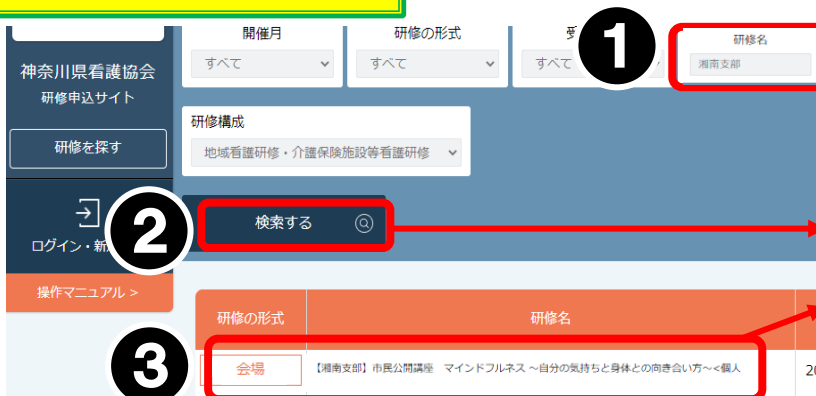 開催月
研修の形式
受
1
研修名
すべて
すべて
すべて
湘南支部
神奈川県看護協会
研修申込サイト
研修を探す
研修構成
地域看護研修・介護保険施設等看護研修
2
検索する
ログイン・新
操作マニュアル >
研修の形式
研修名
3
会場
【湘南支部】市民公開講座 マインドフルネス ～自分の気持ちと身体との向き合い方～<個人
20